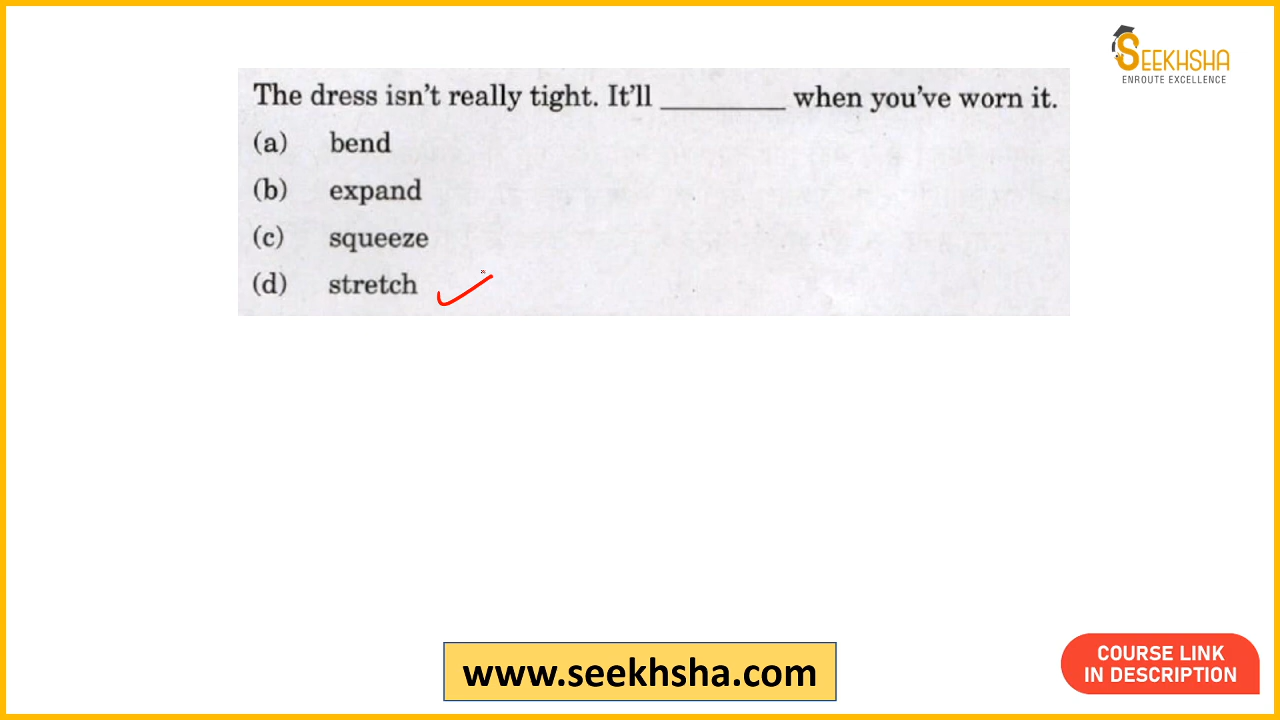 SEEKHSHA
ENROUTE EXCELLENCE
The dress isn't really tight. It'll ________ when you've worn it.
(a) bend
(b) expand
(c) squeeze
(d) stretch
www.seekhsha.com
COURSE LINK
IN DESCRIPTION